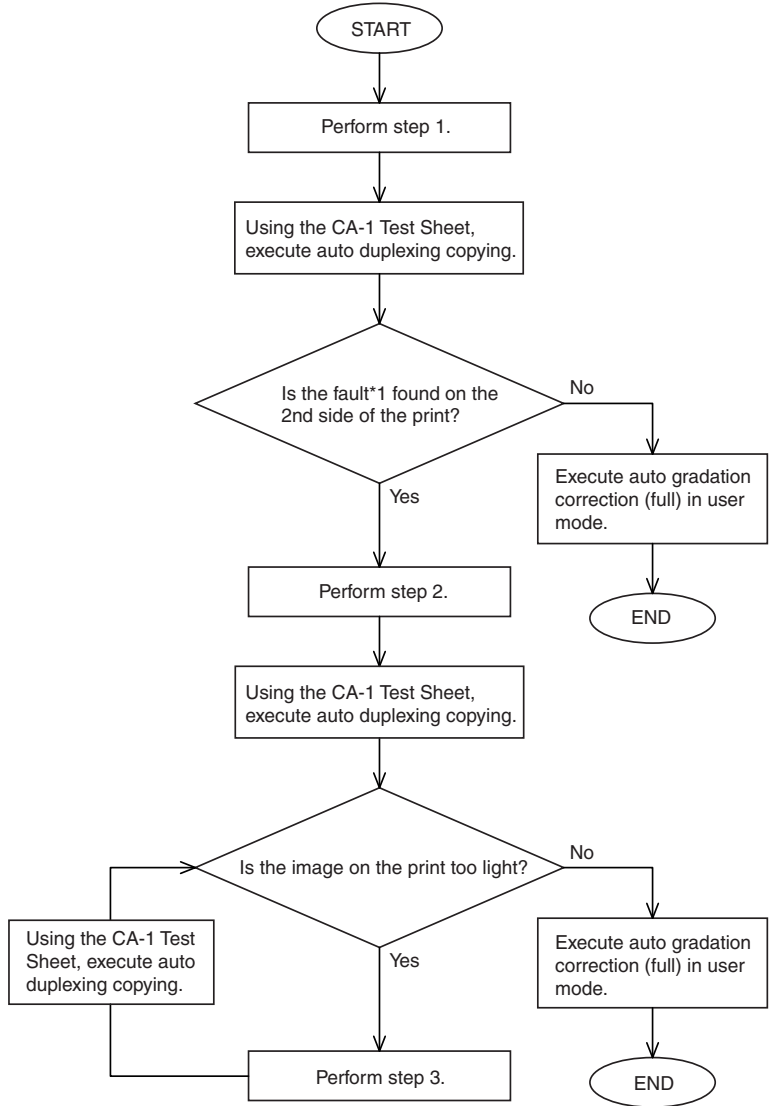 START
Perform step 1.
Using the CA-1 Test Sheet,
execute auto duplexing copying.
Is the fault*1 found on the
2nd side of the print?
No
Execute auto gradation
correction (full) in user
mode.
END
Yes
Perform step 2.
Using the CA-1 Test Sheet,
execute auto duplexing copying.
Is the image on the print too light?
No
Execute auto gradation
correction (full) in user
mode.
END
Yes
Perform step 3.
Using the CA-1 Test
Sheet, execute auto
duplexing copying.